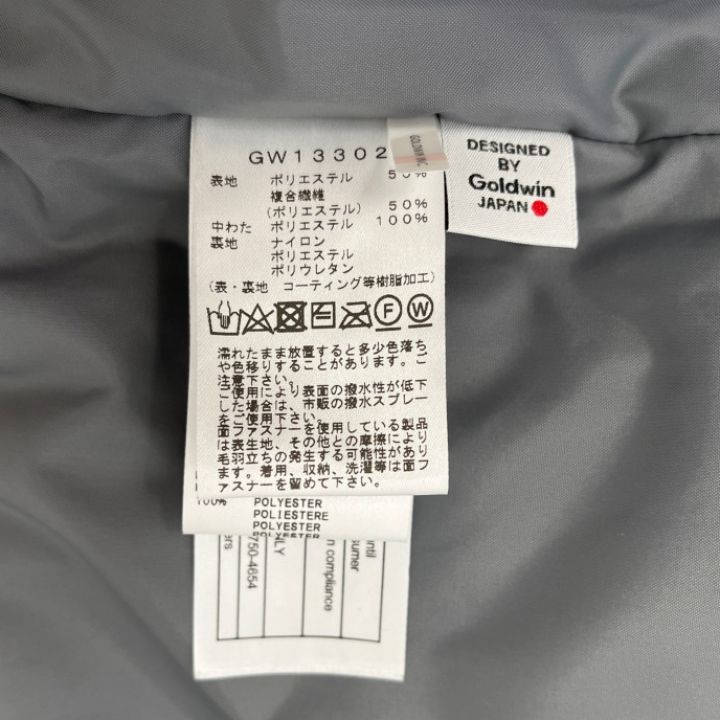 GW13302
GOLDWIN INC
表地 ポリエステル 50%
複合繊維
(ポリエステル) 50%
中わた ポリエステル 100%
裏地 ナイロン
ポリエステル
ポリウレタン
(表・裏地 コーティング等樹脂加工)
F W
濡れたまま放置すると多少色落ち
や色移りすることがあります。ご
注意下さい。
ご使用により表面の撥水性が低下
した場合は、市販の撥水スプレー
をご使用下さい。
面ファスナーを使用している製品
は表生地、その他との摩擦により
毛羽立ちの発生する可能性があり
ます。着用、収納、洗濯等は面フ
ァスナーを留めて下さい。
DESIGNED
BY
Goldwin
JAPAN
100% POLYESTER
POLIESTERE
POLYESTER
POLYESTER
750-4654
n compliance